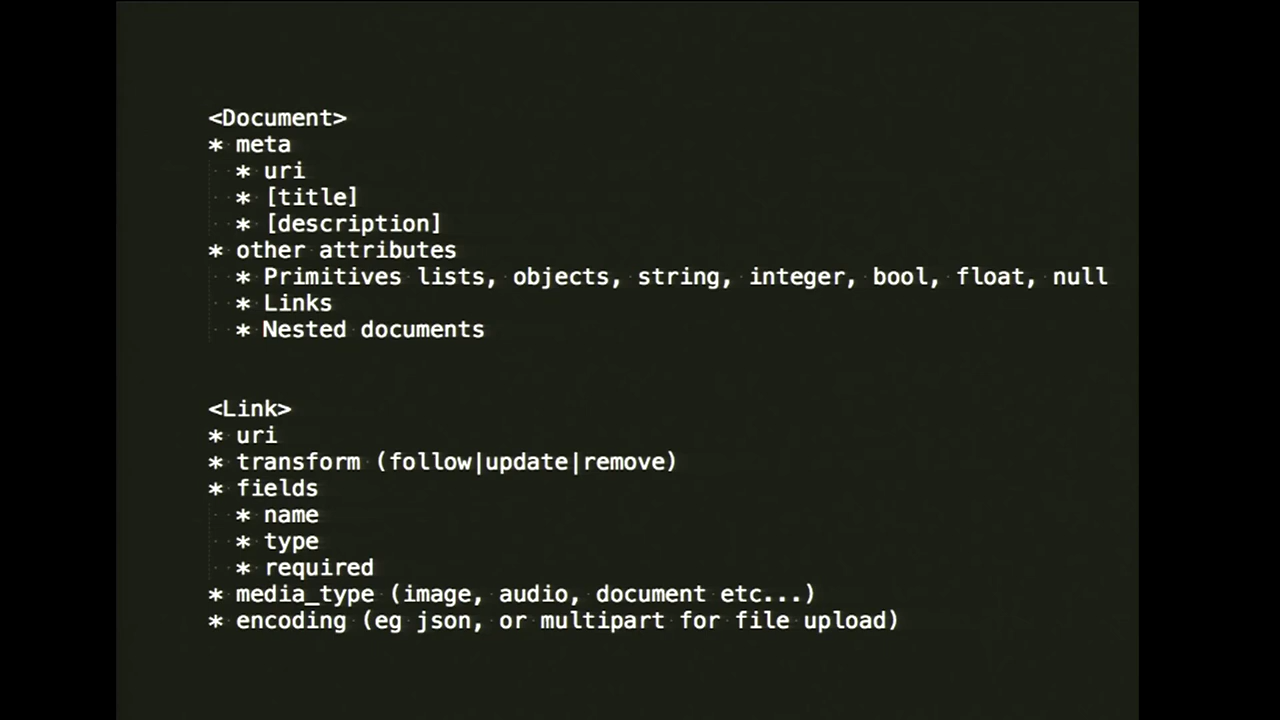 <Document>
* meta
* uri
* [title]
* [description]
* other attributes
* Primitives lists, objects, string, integer, bool, float, null
* Links
* Nested documents
<Link>
* uri
* transform (follow|update|remove)
* fields
* name
* type
* required
* media_type (image, audio, document etc...)
* encoding (eg json, or multipart for file upload)